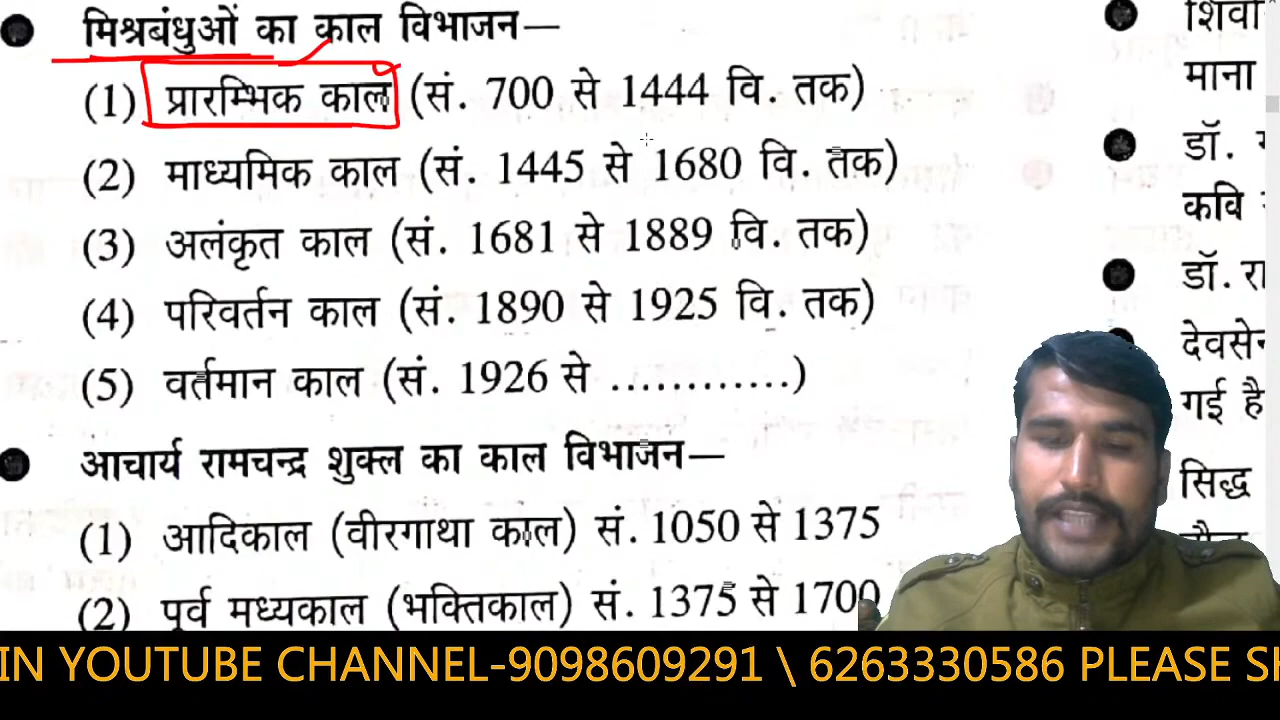 मिश्रबंधुओं का काल विभाजन—
(1) प्रारम्भिक काल (सं. 700 से 1444 वि. तक)
(2) माध्यमिक काल (सं. 1445 से 1680 वि. तक)
(3) अलंकृत काल (सं. 1681 से 1889 वि. तक)
(4) परिवर्तन काल (सं. 1890 से 1925 वि. तक)
(5) वर्तमान काल (सं. 1926 से ............)
आचार्य रामचन्द्र शुक्ल का काल विभाजन—
(1) आदिकाल (वीरगाथा काल) सं. 1050 से 1375
(2) पूर्व मध्यकाल (भक्तिकाल) सं. 1375 से 1700
माना
डॉ.
कवि
डॉ. रा
देवसेन
गई है
सिद्ध
IN YOUTUBE CHANNEL-9098609291 \ 6263330586 PLEASE SH